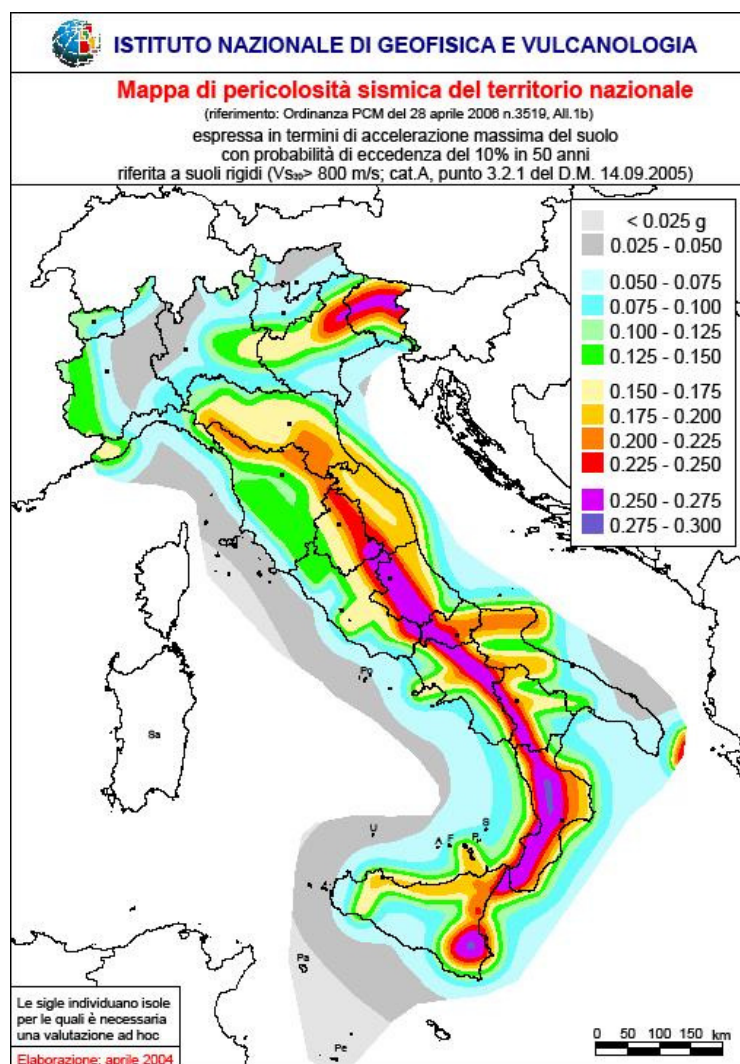 ISTITUTO NAZIONALE DI GEOFISICA E VULCANOLOGIA
Mappa di pericolosità sismica del territorio nazionale
(riferimento: Ordinanza PCM del 28 aprile 2006 n.3519, All.1b)
espressa in termini di accelerazione massima del suolo
con probabilità di eccedenza del 10% in 50 anni
riferita a suoli rigidi (Vs₃₀> 800 m/s; cat.A, punto 3.2.1 del D.M. 14.09.2005)
< 0.025 g
0.025 - 0.050
0.050 - 0.075
0.075 - 0.100
0.100 - 0.125
0.125 - 0.150
0.150 - 0.175
0.175 - 0.200
0.200 - 0.225
0.225 - 0.250
0.250 - 0.275
0.275 - 0.300
Po
Sa
U
A
F
P
S
Pa
Pe
Le sigle individuano isole
per le quali è necessaria
una valutazione ad hoc
Elaborazione: aprile 2004
0 50 100 150 km